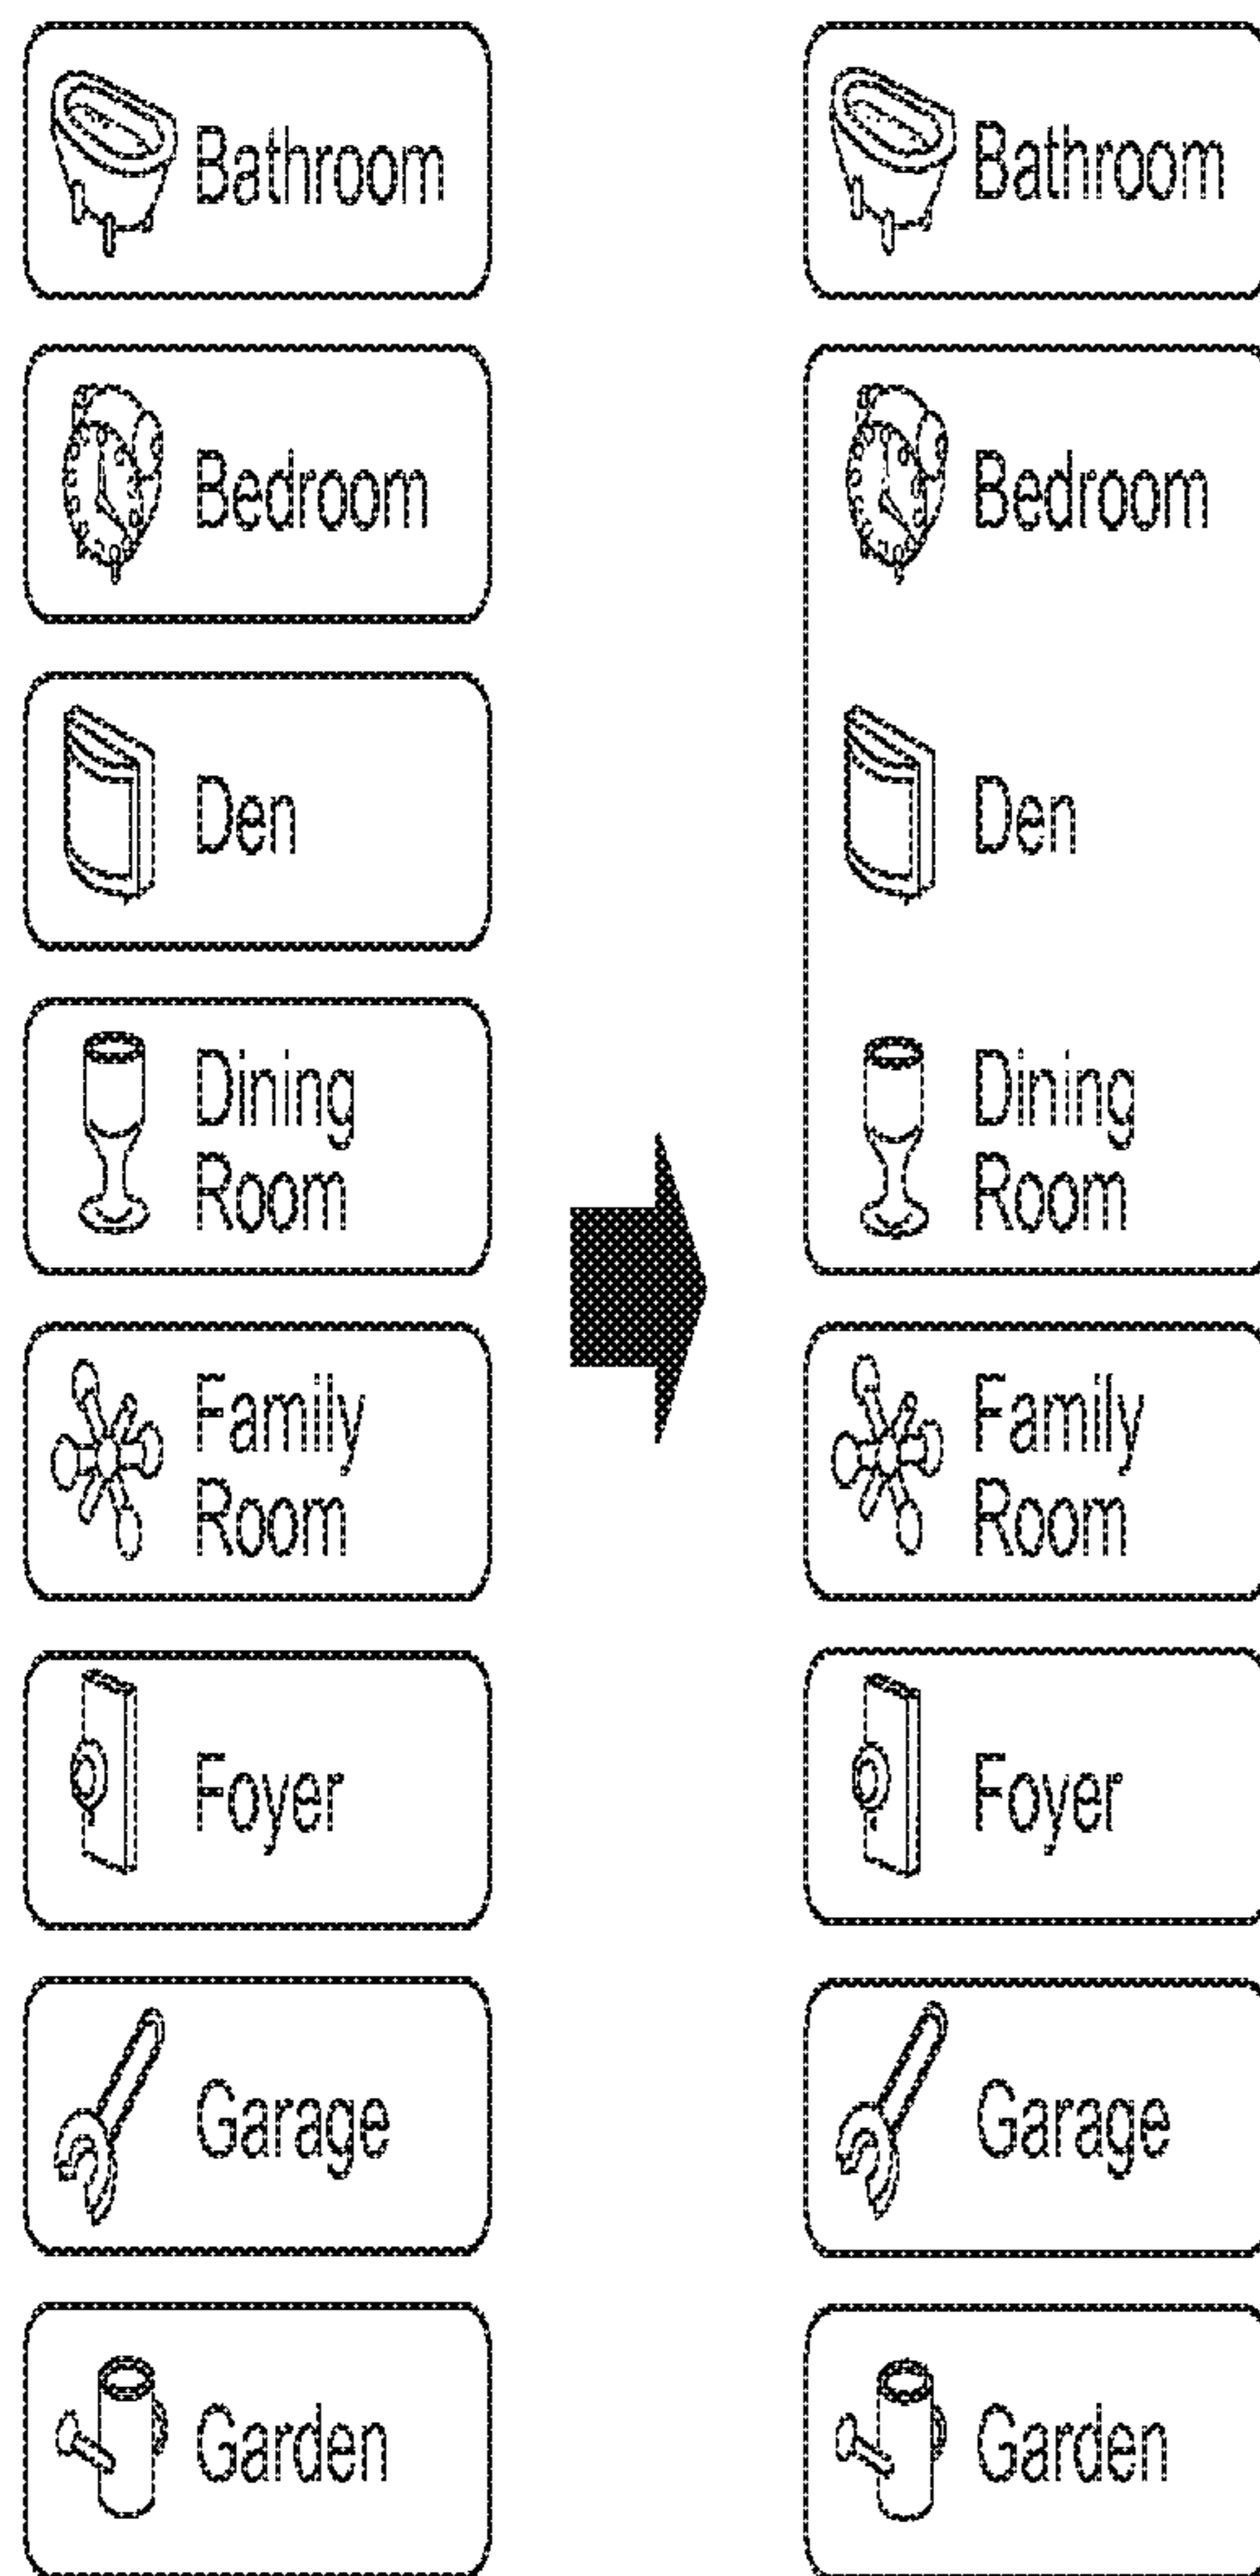 Bathroom
Bedroom
Den
Dining
Room
Family
Room
Foyer
Garage
Garden
Bathroom
Bedroom
Den
Dining
Room
Family
Room
Foyer
Garage
Garden